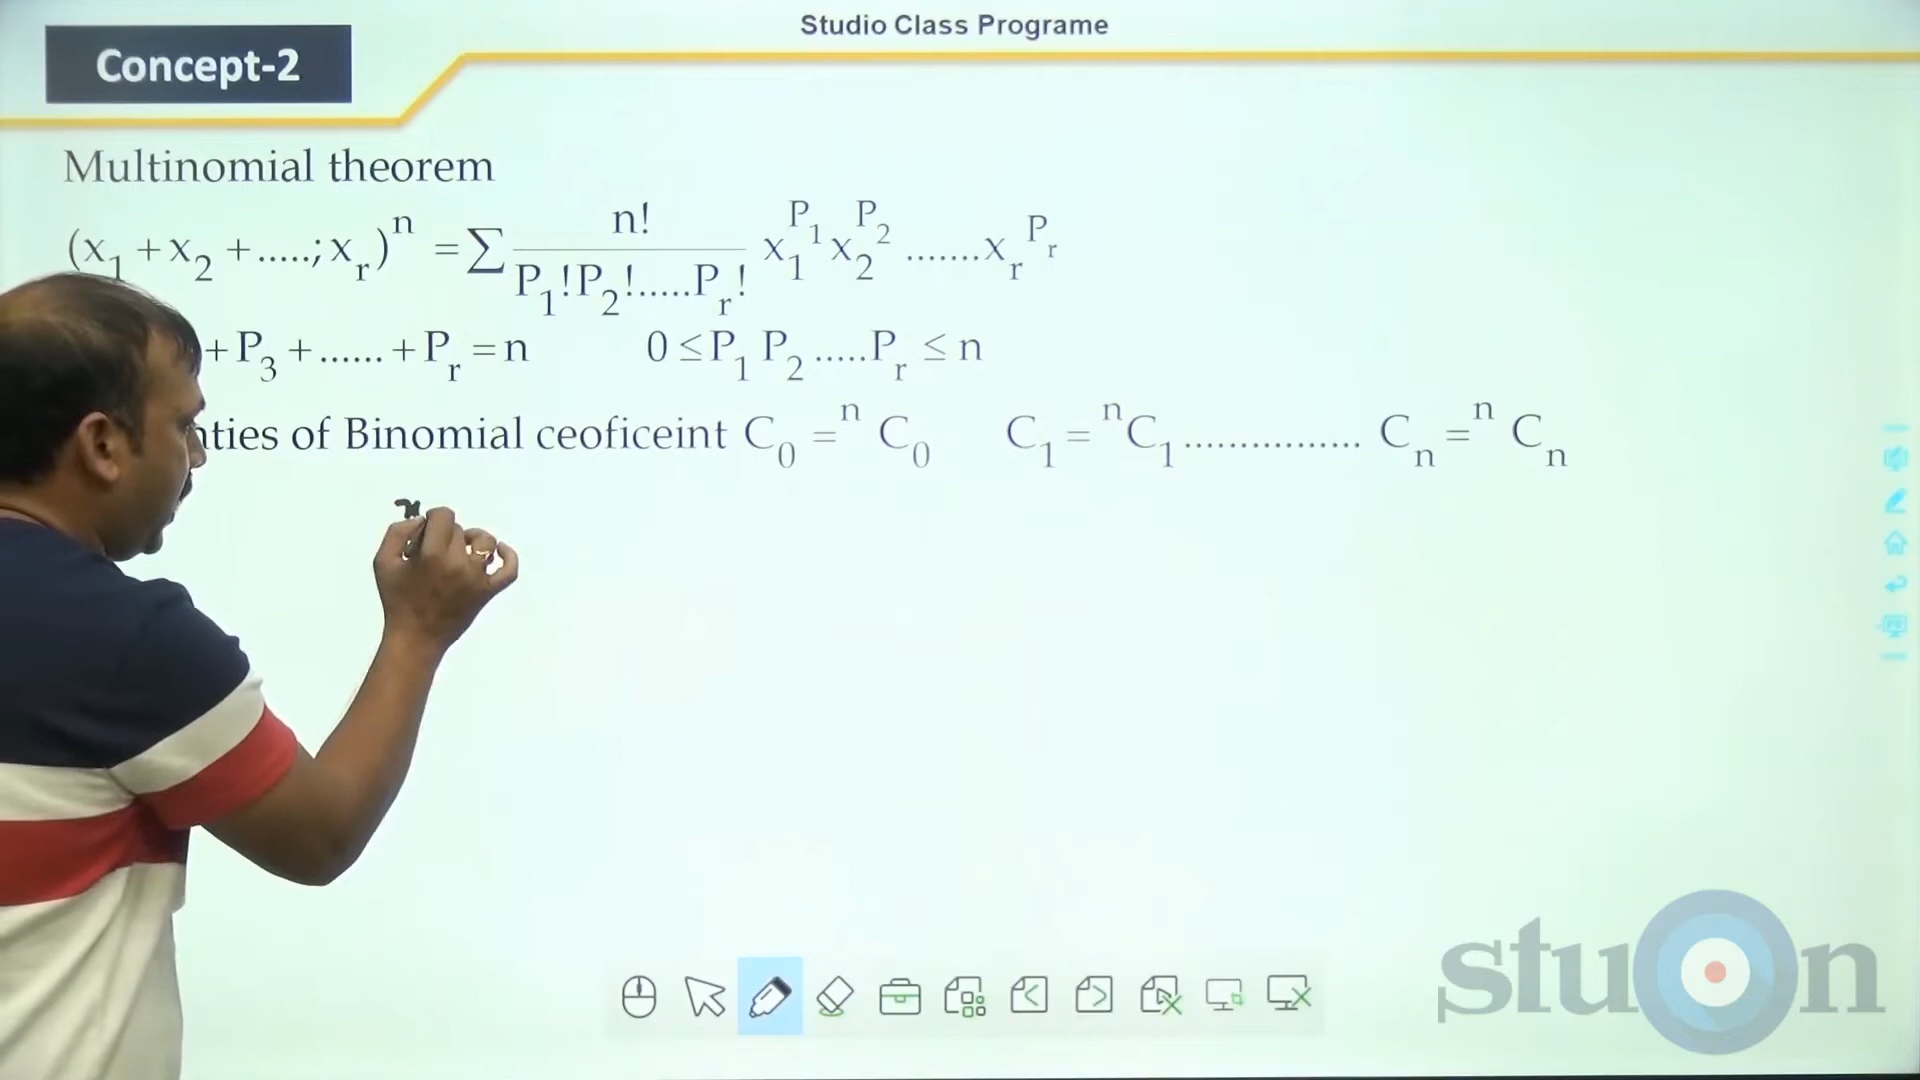 Studio Class Programe
Concept-2
Multinomial theorem
(x₁ + x₂ + .....; xᵣ)ⁿ = ∑ n! / P₁!P₂!.....Pᵣ! x₁^P₁ x₂^P₂ .......xᵣ^Pᵣ
+ P₃ + ...... + Pᵣ = n 0 ≤ P₁ P₂ .....Pᵣ ≤ n
ties of Binomial ceoficeint C₀ = ⁿC₀ C₁ = ⁿC₁ ................ Cₙ = ⁿCₙ
n
stuOn